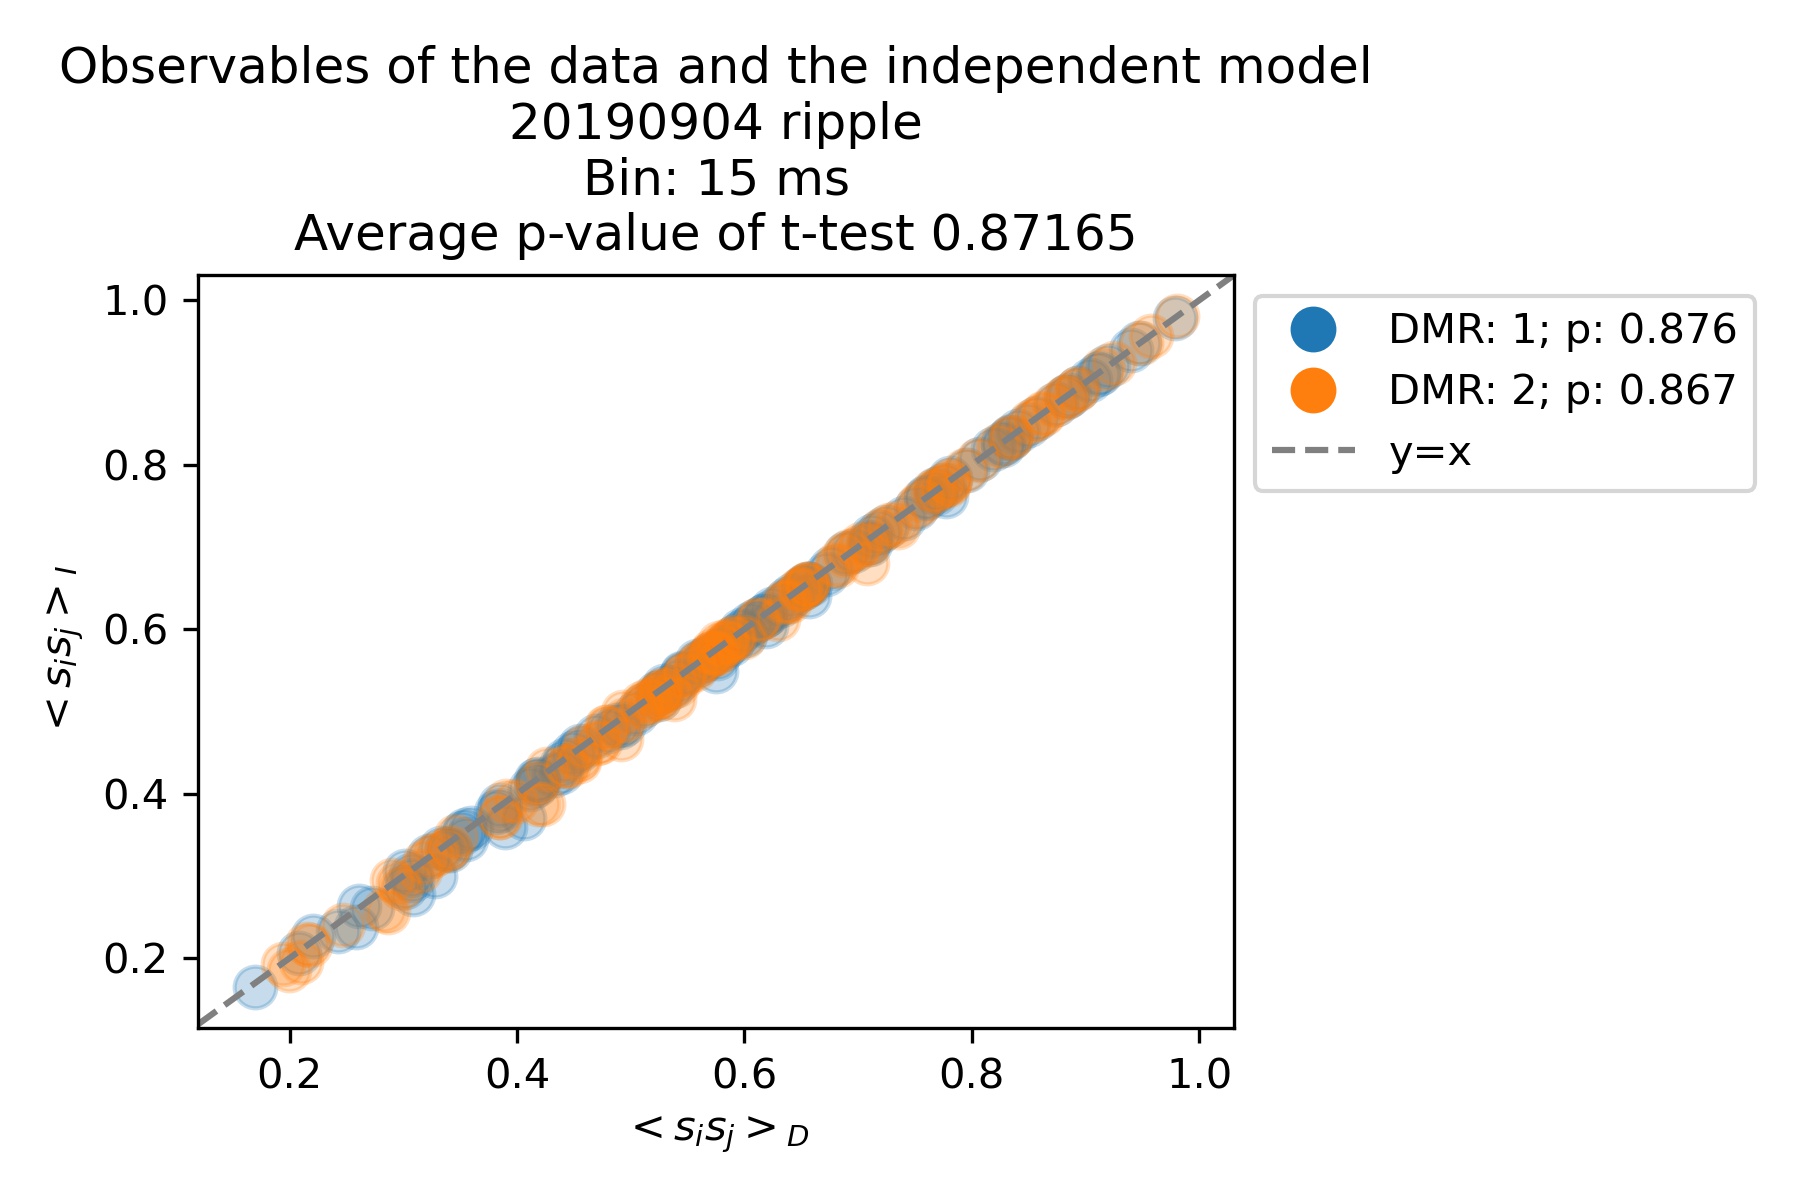 Observables of the data and the independent model
20190904 ripple
Bin: 15 ms
Average p-value of t-test 0.87165
1.0
0.8
0.6
0.4
0.2
< s_i s_j >_I
0.2 0.4 0.6 0.8 1.0
< s_i s_j >_D
DMR: 1; p: 0.876
DMR: 2; p: 0.867
y=x